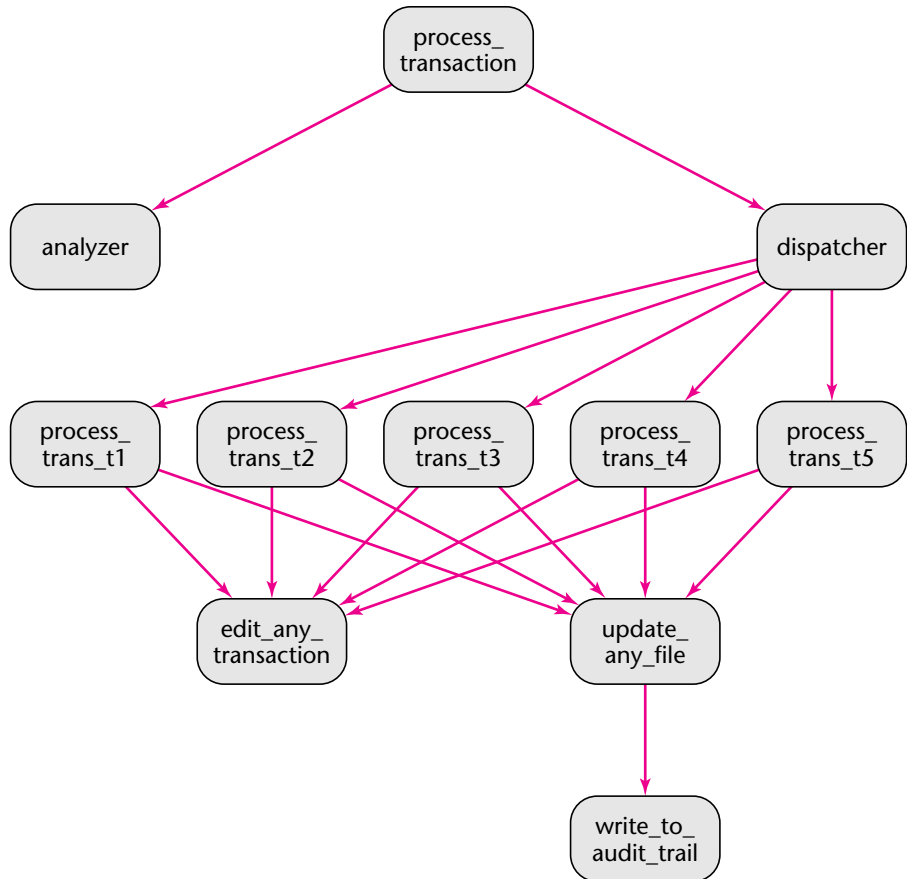 process_
transaction
analyzer
dispatcher
process_
trans_t1
process_
trans_t2
process_
trans_t3
process_
trans_t4
process_
trans_t5
edit_any_
transaction
update_
any_file
write_to_
audit_trail